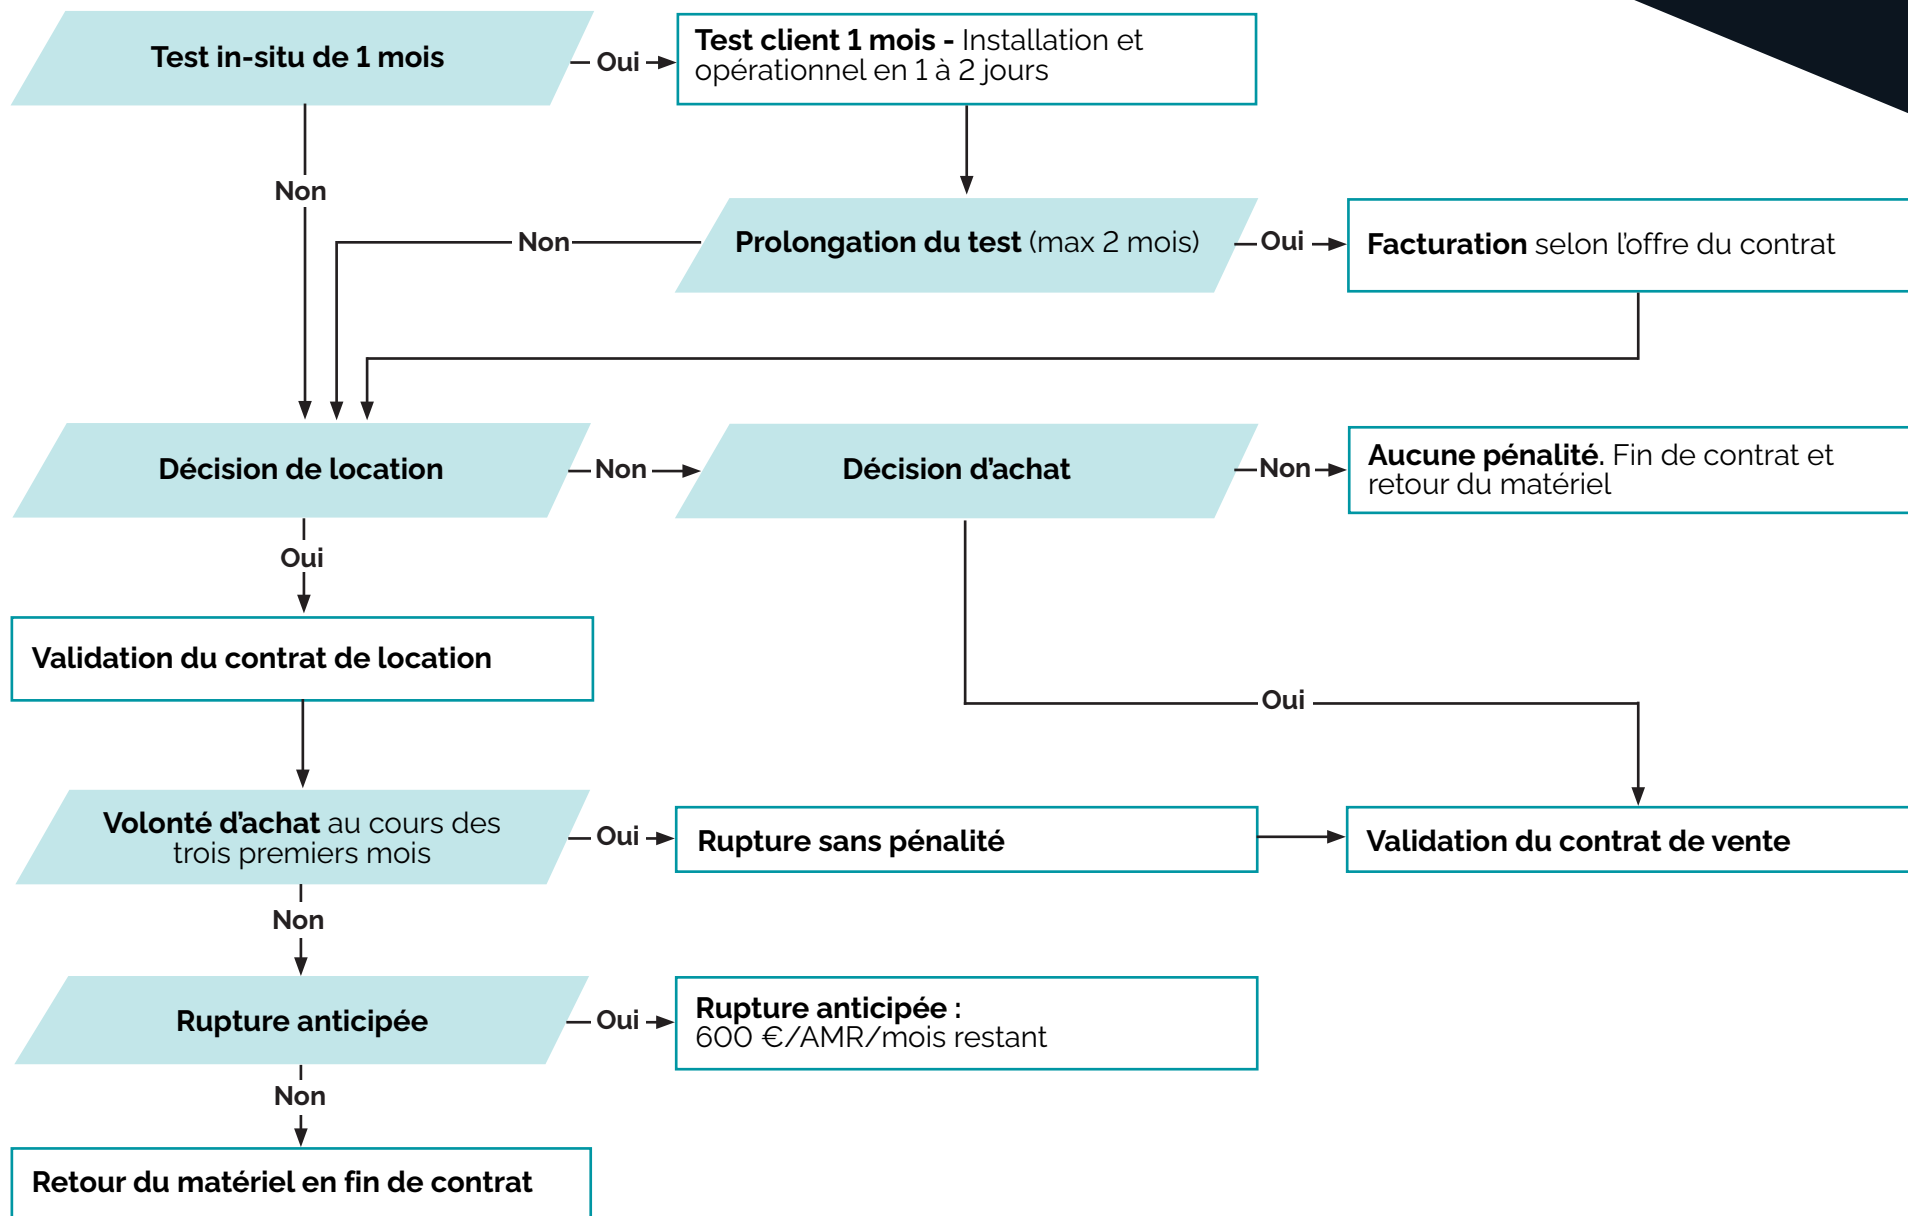 Test in-situ de 1 mois
Oui
Test client 1 mois - Installation et
opérationnel en 1 à 2 jours
Non
Non
Prolongation du test (max 2 mois)
Oui
Facturation selon l'offre du contrat
Décision de location
Non
Décision d'achat
Non
Aucune pénalité. Fin de contrat et
retour du matériel
Oui
Validation du contrat de location
Oui
Volonté d'achat au cours des
trois premiers mois
Oui
Rupture sans pénalité
Validation du contrat de vente
Non
Rupture anticipée
Oui
Rupture anticipée :
600 €/AMR/mois restant
Non
Retour du matériel en fin de contrat